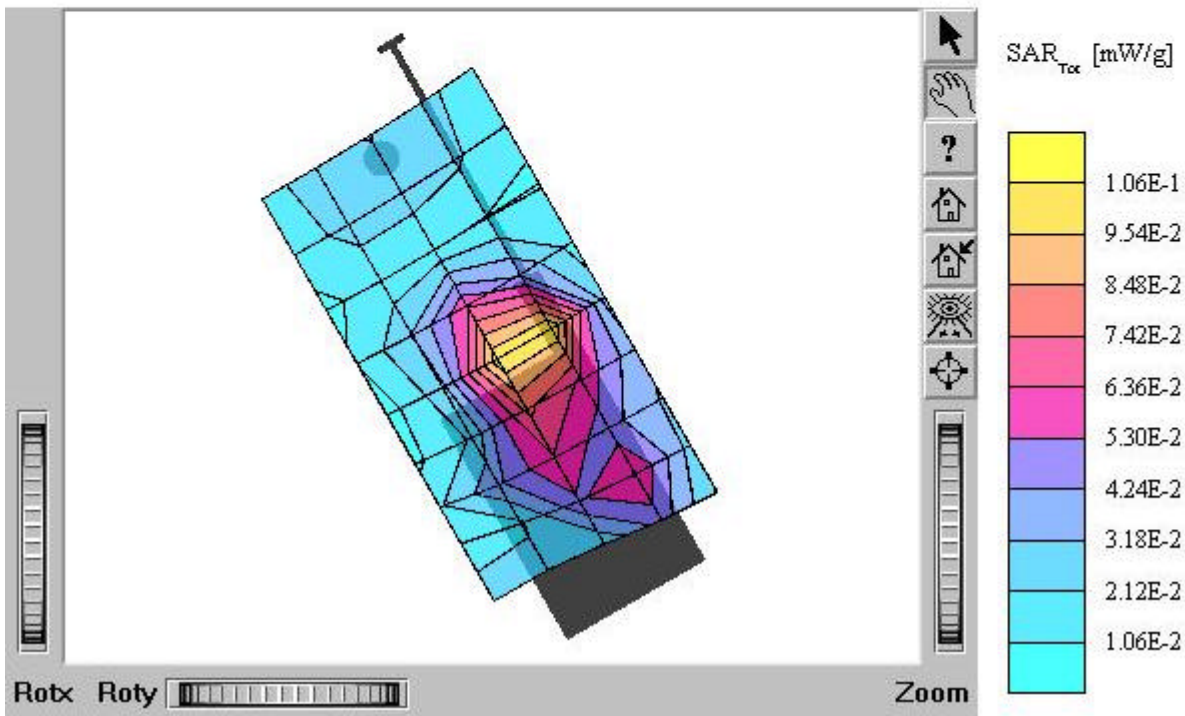 SAR_Tot [mW/g]
?
1.06E-1
9.54E-2
8.48E-2
7.42E-2
6.36E-2
5.30E-2
4.24E-2
3.18E-2
2.12E-2
1.06E-2
Rotx Roty Zoom